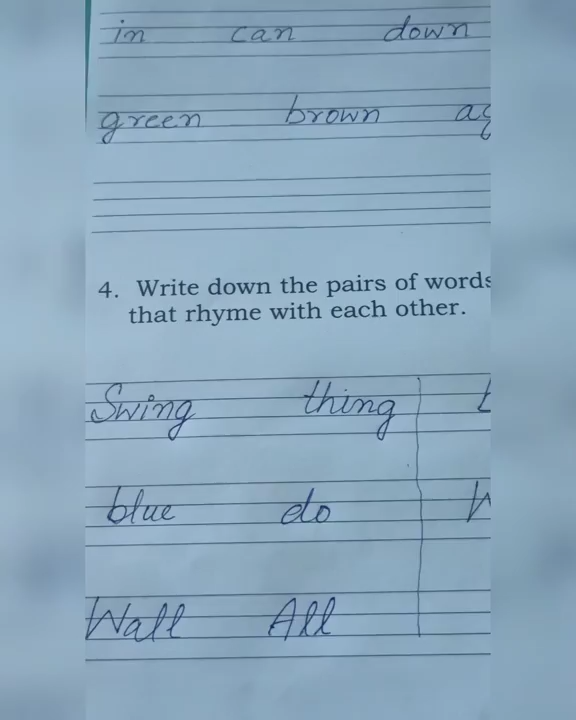 in can down
green brown
4. Write down the pairs of words
that rhyme with each other.
Swing thing
blue do
Wall All